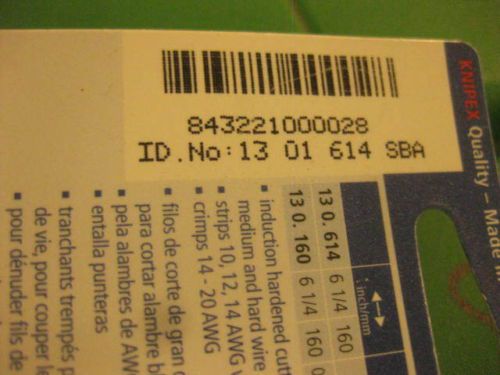 843221000028
ID.No:13 01 614 SBA
KNIPEX Quality – Made
inch/mm
13 0. 614 6 1/4 160
13 0. 160 6 1/4 160
▪ induction hardened
medium and hard wire
▪ strips 10, 12, 14 AWG
▪ crimps 14 - 20 AWG
▪ filos de corte de gran
para cortar alambre
pela alambres de
▪ entalla punteras
▪ tranchants trempés
de vie, pour couper
▪ pour dénuder fils de